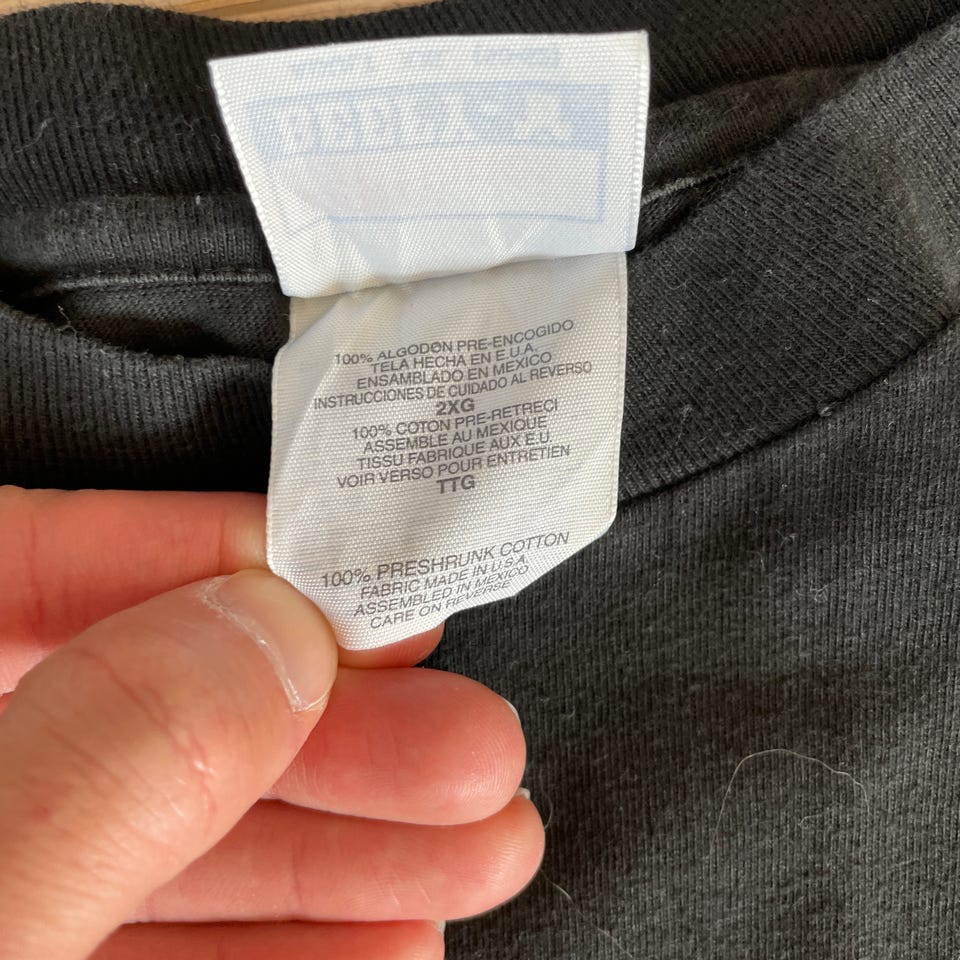 100% ALGODON PRE-ENCOGIDO
TELA HECHA EN E.U.A.
ENSAMBLADO EN MEXICO
INSTRUCCIONES DE CUIDADO AL REVERSO
2XG
100% COTON PRE-RETRECI
ASSEMBLE AU MEXIQUE
TISSU FABRIQUE AUX E.U.
VOIR VERSO POUR ENTRETIEN
TTG
100% PRESHRUNK COTTON
FABRIC MADE IN U.S.A.
ASSEMBLED IN MEXICO
CARE ON REVERSE